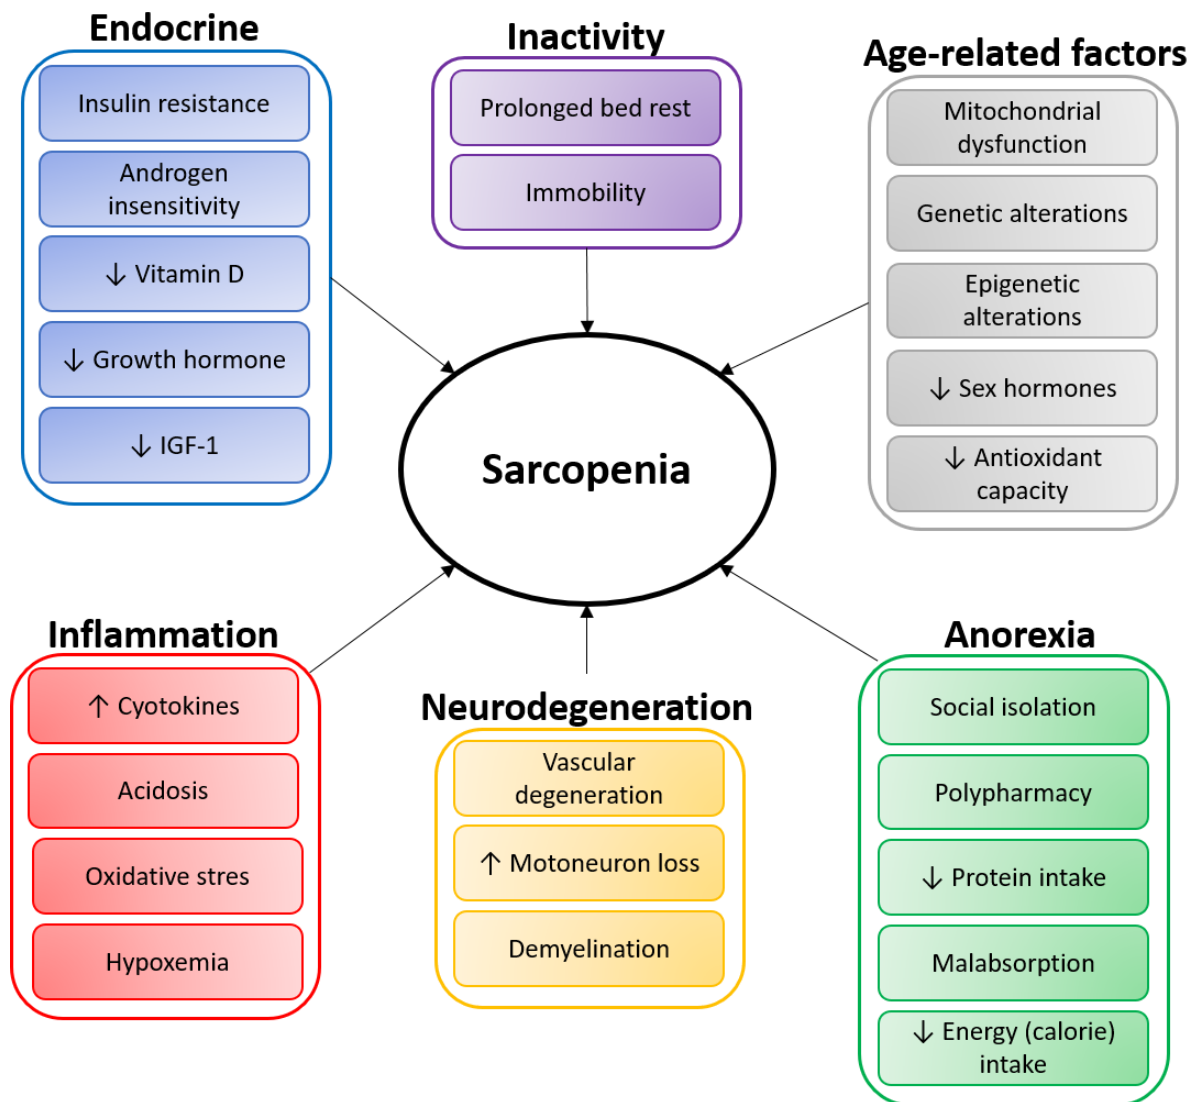 Endocrine
Insulin resistance
Androgen
insensitivity
↓ Vitamin D
↓ Growth hormone
↓ IGF-1
Inactivity
Prolonged bed rest
Immobility
Age-related factors
Mitochondrial
dysfunction
Genetic alterations
Epigenetic
alterations
↓ Sex hormones
↓ Antioxidant
capacity
Sarcopenia
Inflammation
↑ Cyotokines
Acidosis
Oxidative stres
Hypoxemia
Neurodegeneration
Vascular
degeneration
↑ Motoneuron loss
Demyelination
Anorexia
Social isolation
Polypharmacy
↓ Protein intake
Malabsorption
↓ Energy (calorie)
intake